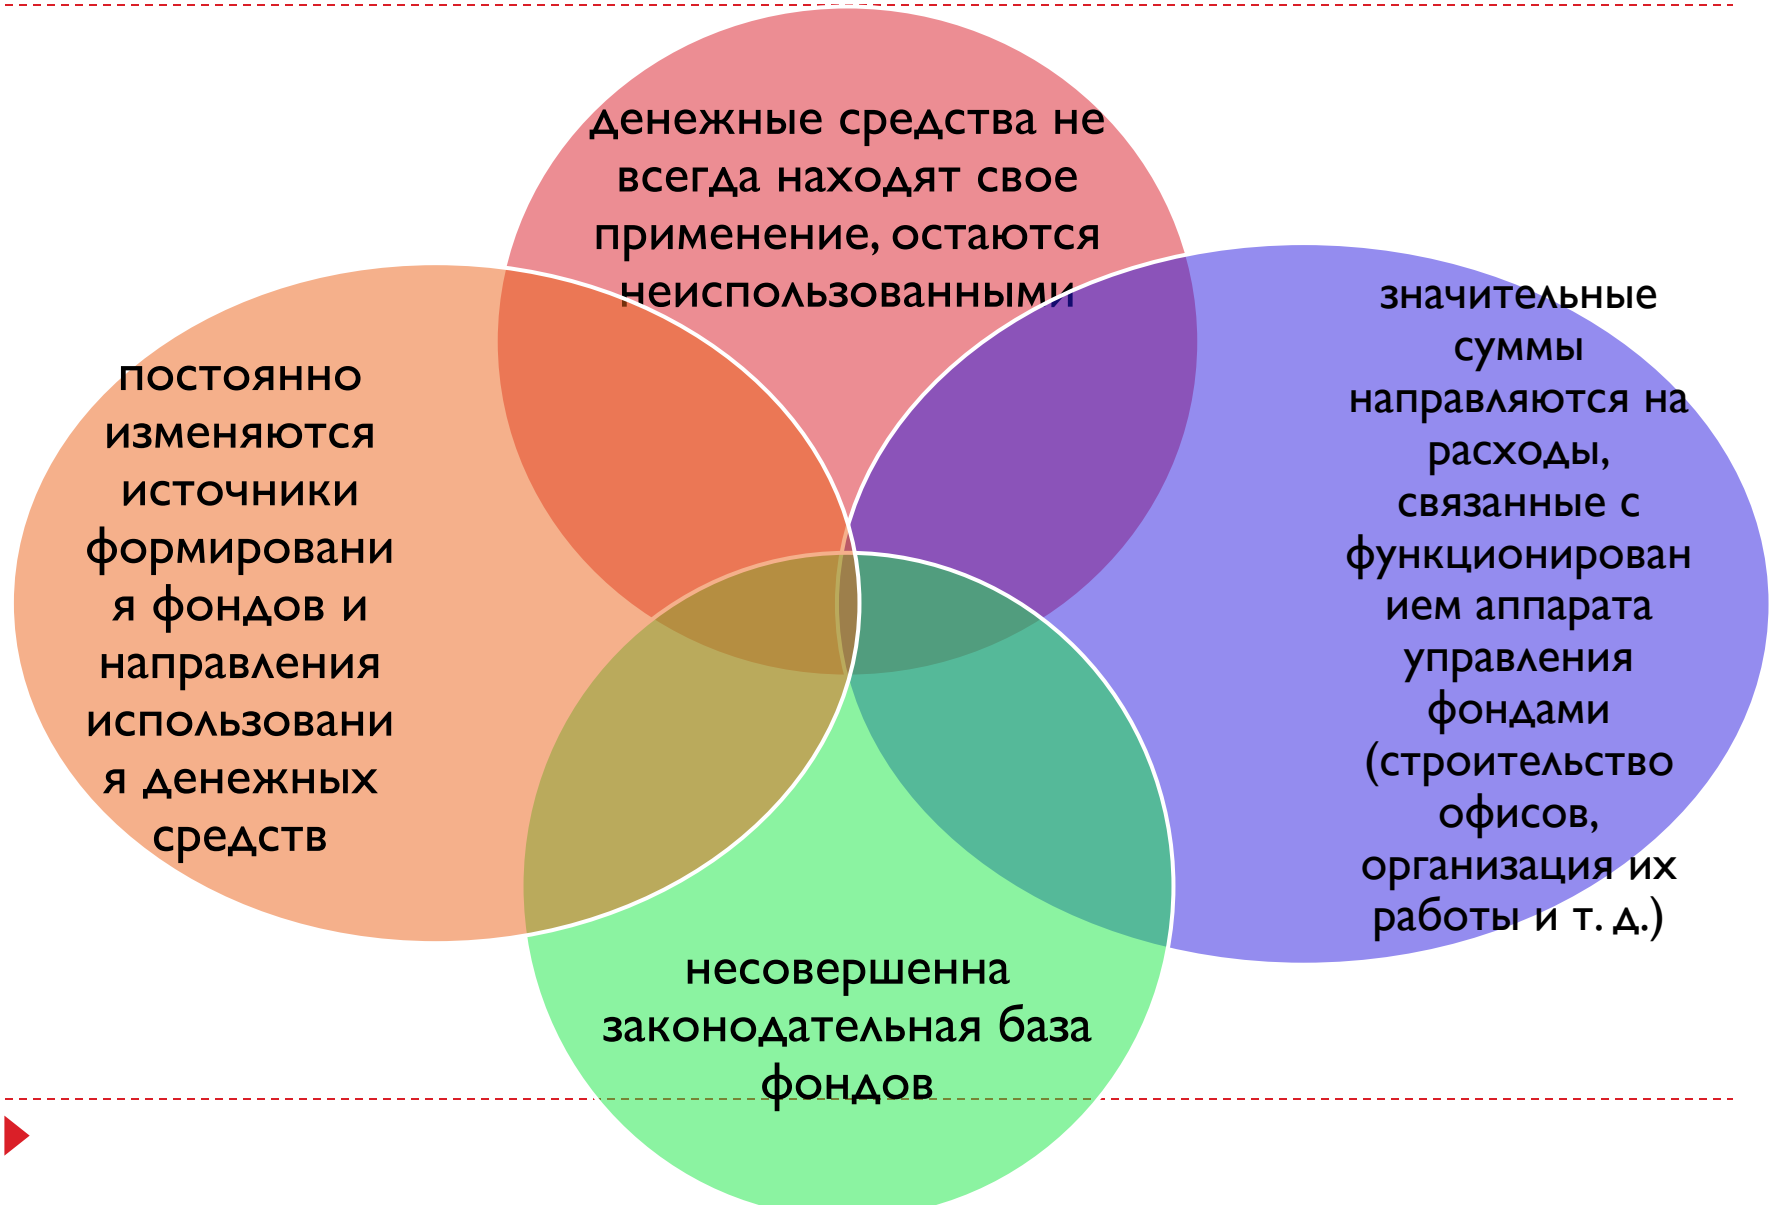 денежные средства не
всегда находят свое
применение, остаются
неиспользованными
значительные
суммы
направляются на
расходы,
связанные с
функционирован
ием аппарата
управления
фондами
(строительство
офисов,
организация их
работы и т. д.)
несовершенна
законодательная база
фондов
постоянно
изменяются
источники
формировани
я фондов и
направления
использовани
я денежных
средств